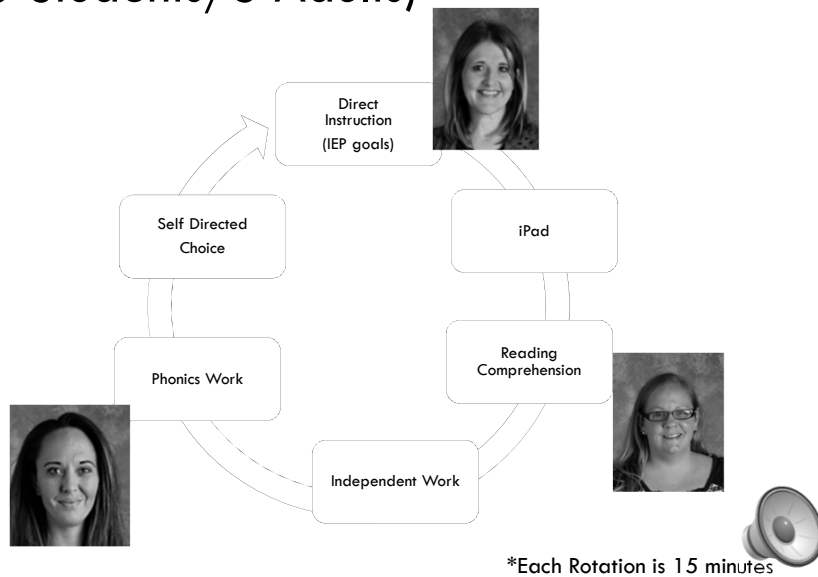 Direct
Instruction
(IEP goals)
iPad
Reading
Comprehension
Independent Work
Phonics Work
Self Directed
Choice
*Each Rotation is 15 minutes